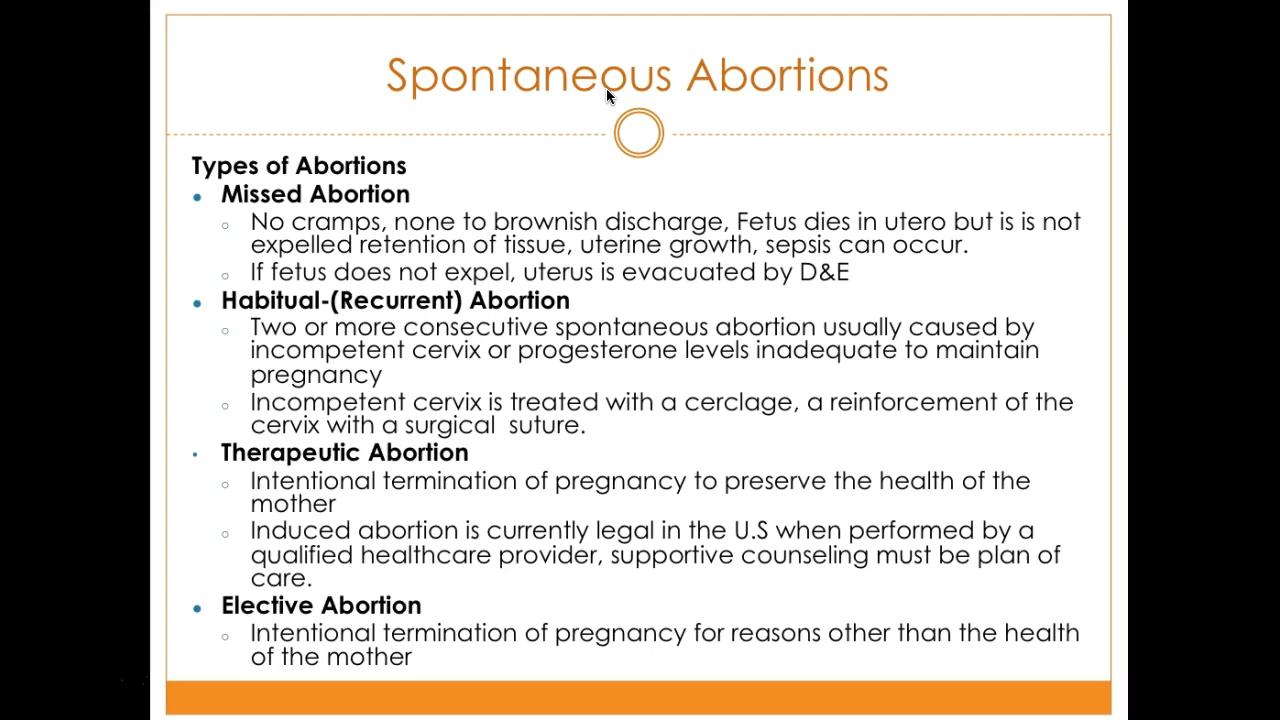 Spontaneous Abortions
Types of Abortions
Missed Abortion
No cramps, none to brownish discharge, Fetus dies in utero but is is not
expelled retention of tissue, uterine growth, sepsis can occur.
If fetus does not expel, uterus is evacuated by D&E
Habitual-(Recurrent) Abortion
Two or more consecutive spontaneous abortion usually caused by
incompetent cervix or progesterone levels inadequate to maintain
pregnancy
Incompetent cervix is treated with a cerclage, a reinforcement of the
cervix with a surgical  suture.
Therapeutic Abortion
Intentional termination of pregnancy to preserve the health of the
mother
Induced abortion is currently legal in the U.S when performed by a
qualified healthcare provider, supportive counseling must be plan of
care.
Elective Abortion
Intentional termination of pregnancy for reasons other than the health
of the mother